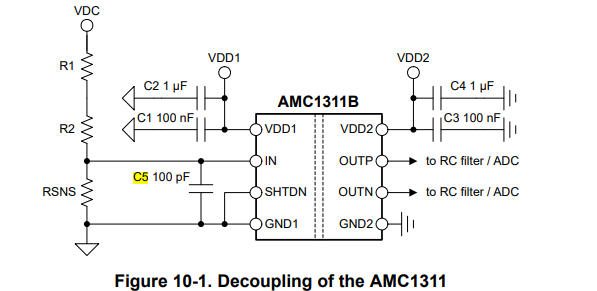 VDC
R1
VDD1
VDD2
C2 1 µF
C4 1 µF
AMC1311B
C1 100 nF
C3 100 nF
R2
VDD1
VDD2
IN
OUTP
to RC filter / ADC
C5 100 pF
RSNS
SHTDN
OUTN
to RC filter / ADC
GND1
GND2
Figure 10-1. Decoupling of the AMC1311